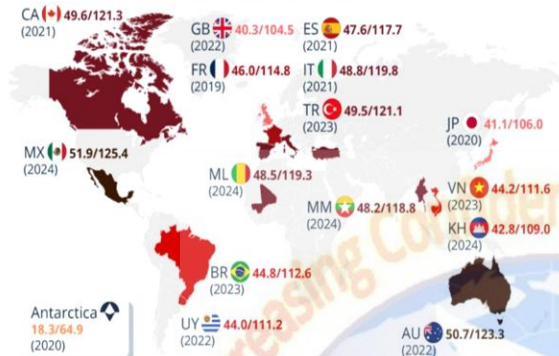 CA 49.6/121.3
(2021)
GB 40.3/104.5
(2022)
ES 47.6/117.7
(2021)
FR 46.0/114.8
(2019)
IT 48.8/119.8
(2021)
TR 49.5/121.1
(2023)
JP 41.1/106.0
(2020)
MX 51.9/125.4
(2024)
ML 48.5/119.3
(2024)
MM 48.2/118.8
(2024)
VN 44.2/111.6
(2023)
KH 42.8/109.0
(2024)
BR 44.8/112.6
(2023)
Antarctica
18.3/64.9
(2020)
UY 44.0/111.2
(2022)
AU 50.7/123.3
(2022)